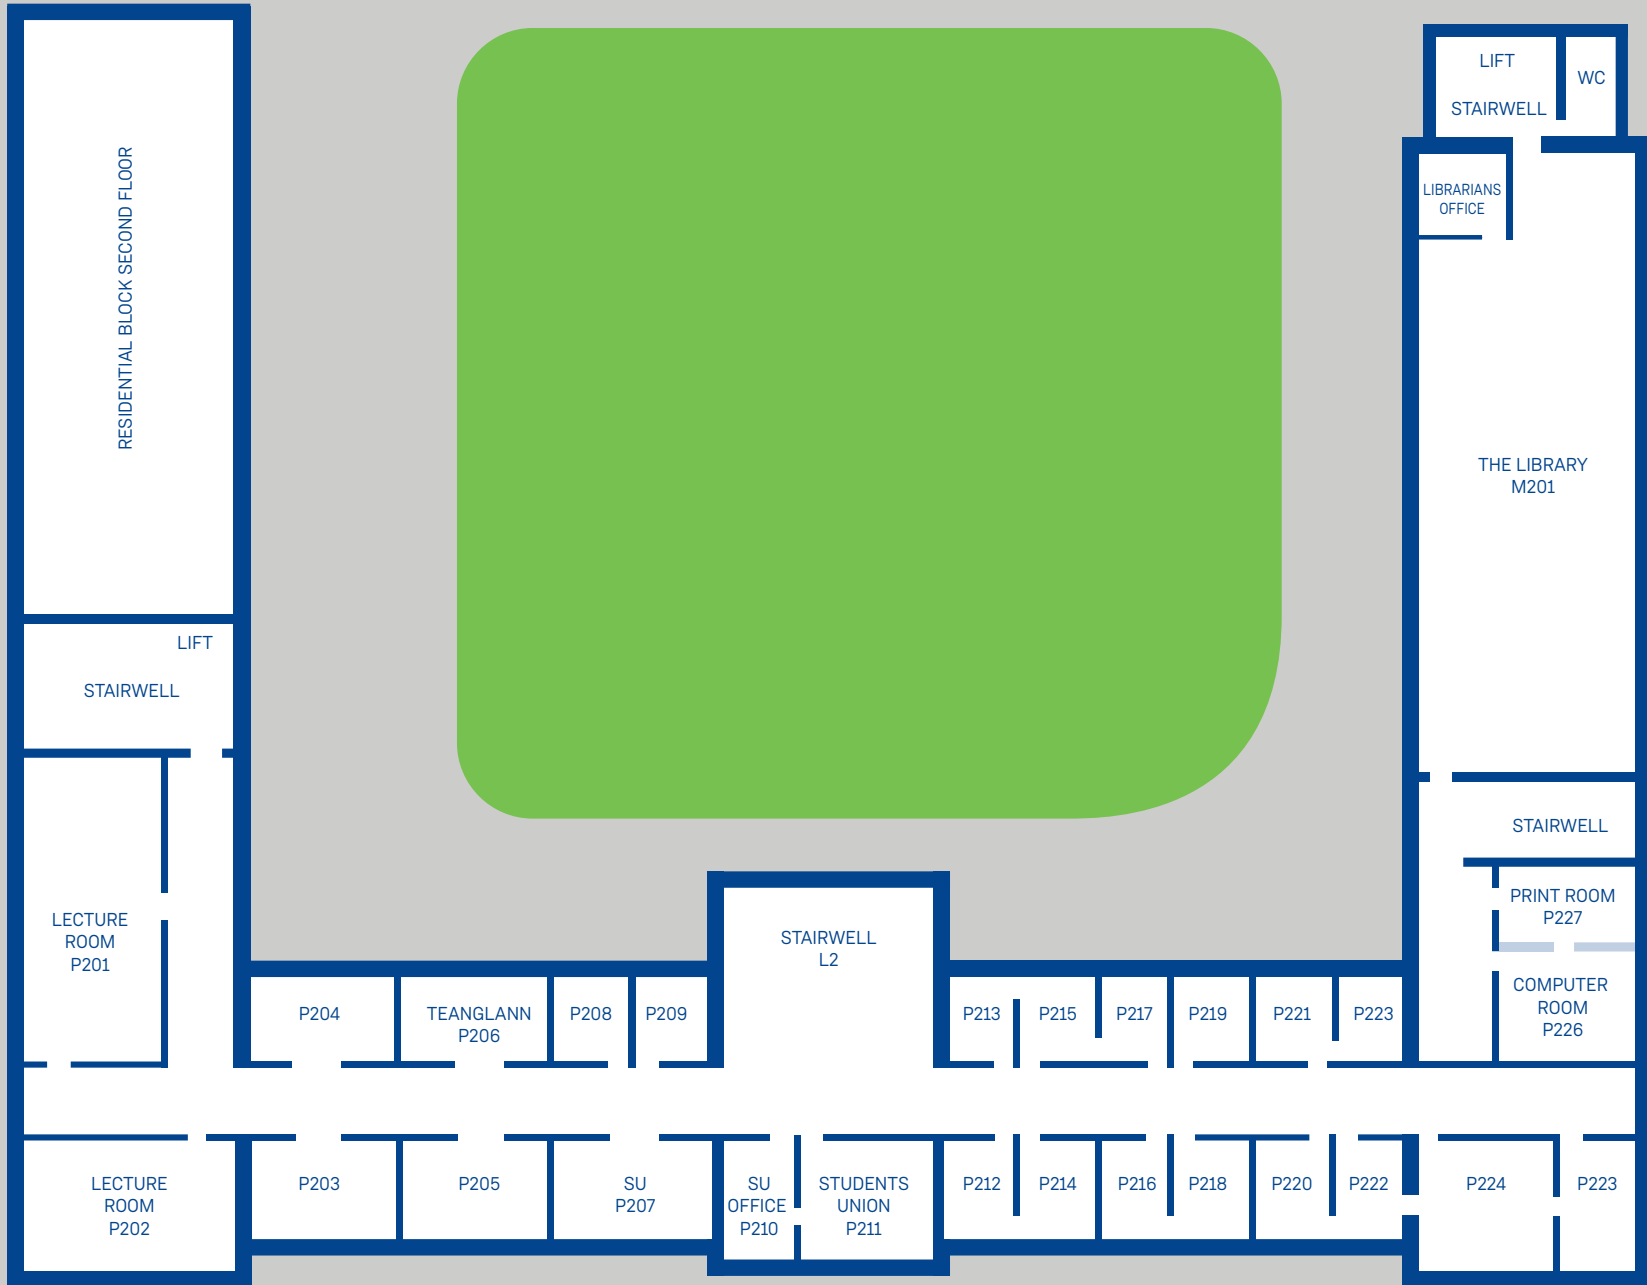 LIFT
STAIRWELL
WC
LIBRARIANS
OFFICE
RESIDENTIAL BLOCK SECOND FLOOR
THE LIBRARY
M201
LIFT
STAIRWELL
STAIRWELL
PRINT ROOM
P227
LECTURE
ROOM
P201
STAIRWELL
L2
COMPUTER
ROOM
P226
P204
TEANGLANN
P206
P208
P209
P213
P215
P217
P219
P221
P223
LECTURE
ROOM
P202
P203
P205
SU
P207
SU
OFFICE
P210
STUDENTS
UNION
P211
P212
P214
P216
P218
P220
P222
P224
P223